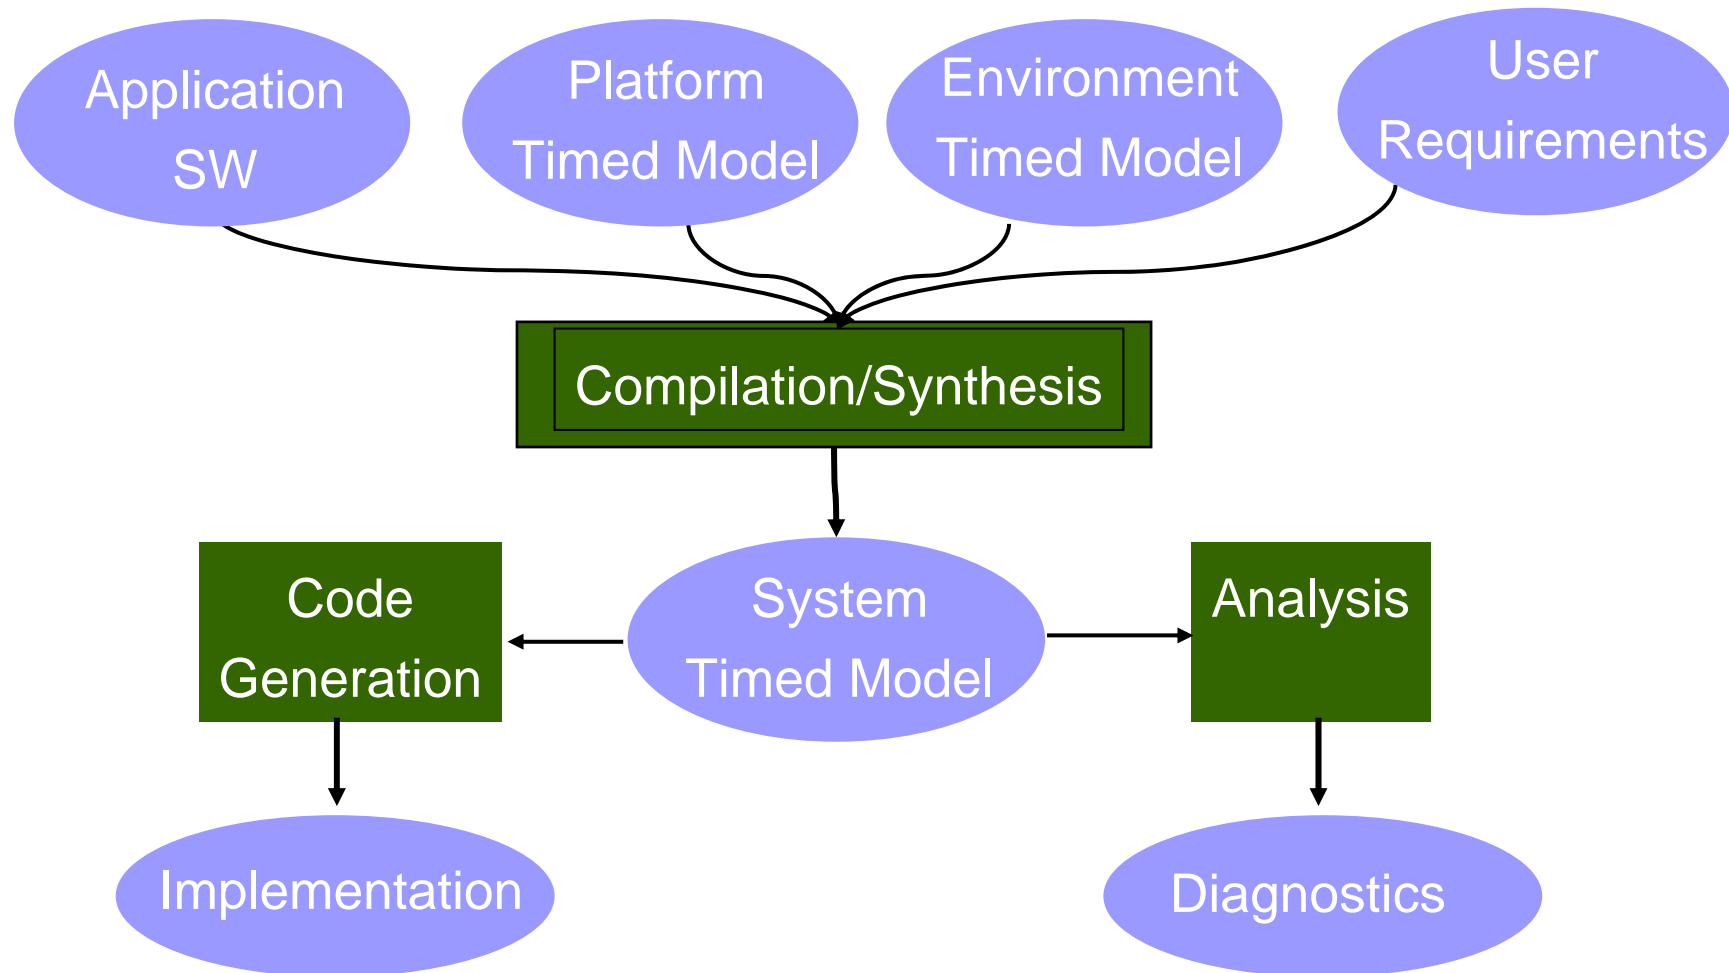 Application
SW
Platform
Timed Model
Environment
Timed Model
User
Requirements
Compilation/Synthesis
Code
Generation
System
Timed Model
Analysis
Implementation
Diagnostics